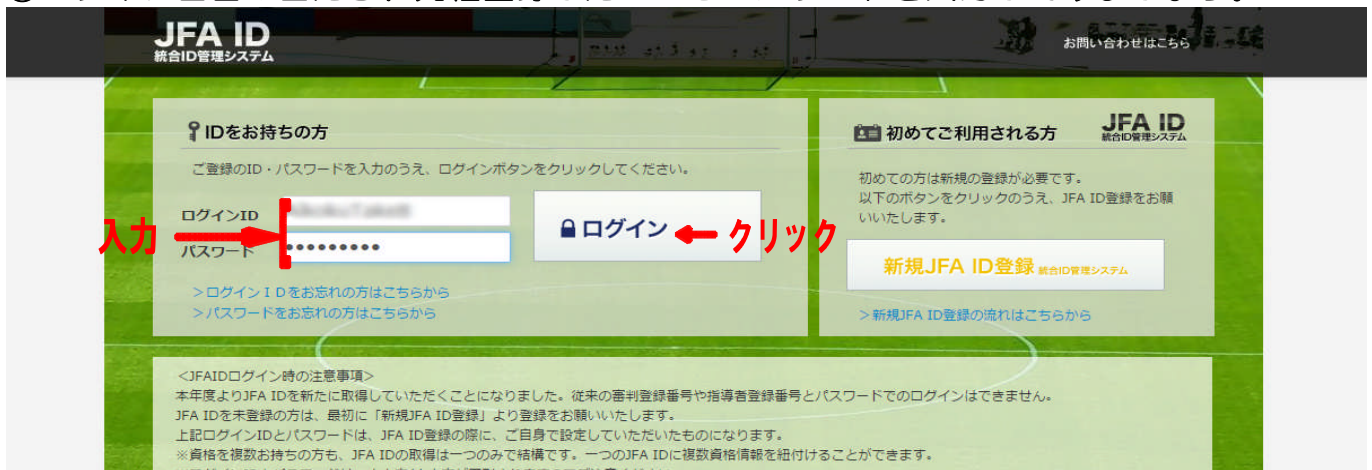 JFA ID
統合ID管理システム
お問い合わせはこちら
IDをお持ちの方
ご登録のID・パスワードを入力のうえ、ログインボタンをクリックしてください。
ログインID
パスワード
•••••••••
入力
ログイン
クリック
>ログインIDをお忘れの方はこちらから
>パスワードをお忘れの方はこちらから
初めてご利用される方
JFA ID
統合ID管理システム
初めての方は新規の登録が必要です。
以下のボタンをクリックのうえ、JFA ID登録をお願
いいたします。
新規JFA ID登録 統合ID管理システム
>新規JFA ID登録の流れはこちらから
<JFAIDログイン時の注意事項>
本年度よりJFA IDを新たに取得していただくことになりました。従来の審判登録番号や指導者登録番号とパスワードでのログインはできません。
JFA IDを未登録の方は、最初に「新規JFA ID登録」より登録をお願いいたします。
上記ログインIDとパスワードは、JFA ID登録の際に、ご自身で設定していただいたものになります。
※資格を複数お持ちの方も、JFA IDの取得は一つのみで結構です。一つのJFA IDに複数資格情報を紐付けることができます。